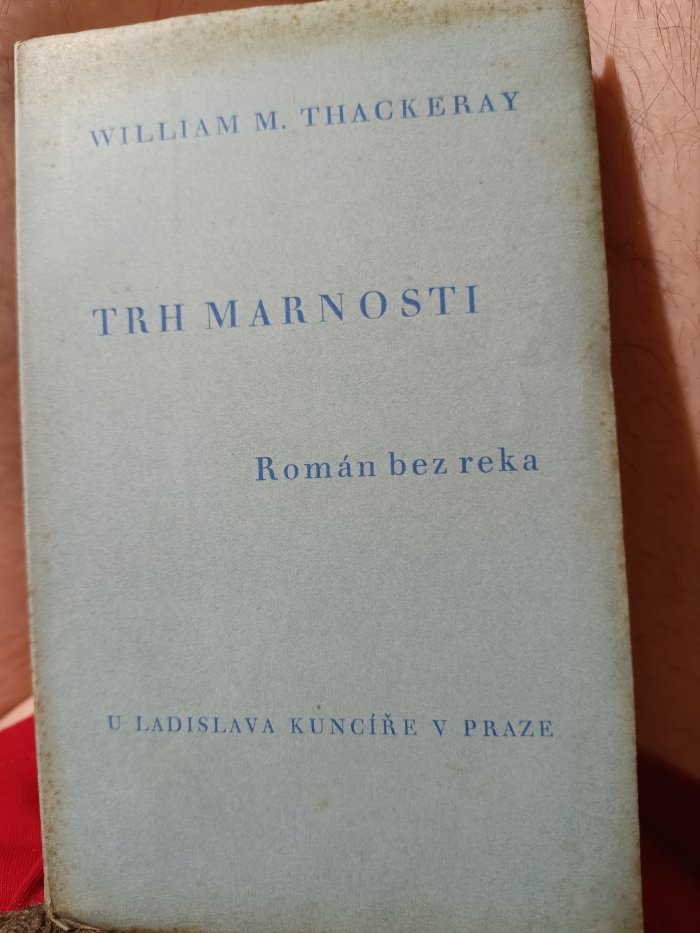 WILLIAM M. THACKERAY
TRH MARNOSTI
Román bez reka
U LADISLAVA KUNCÍŘE V PRAZE